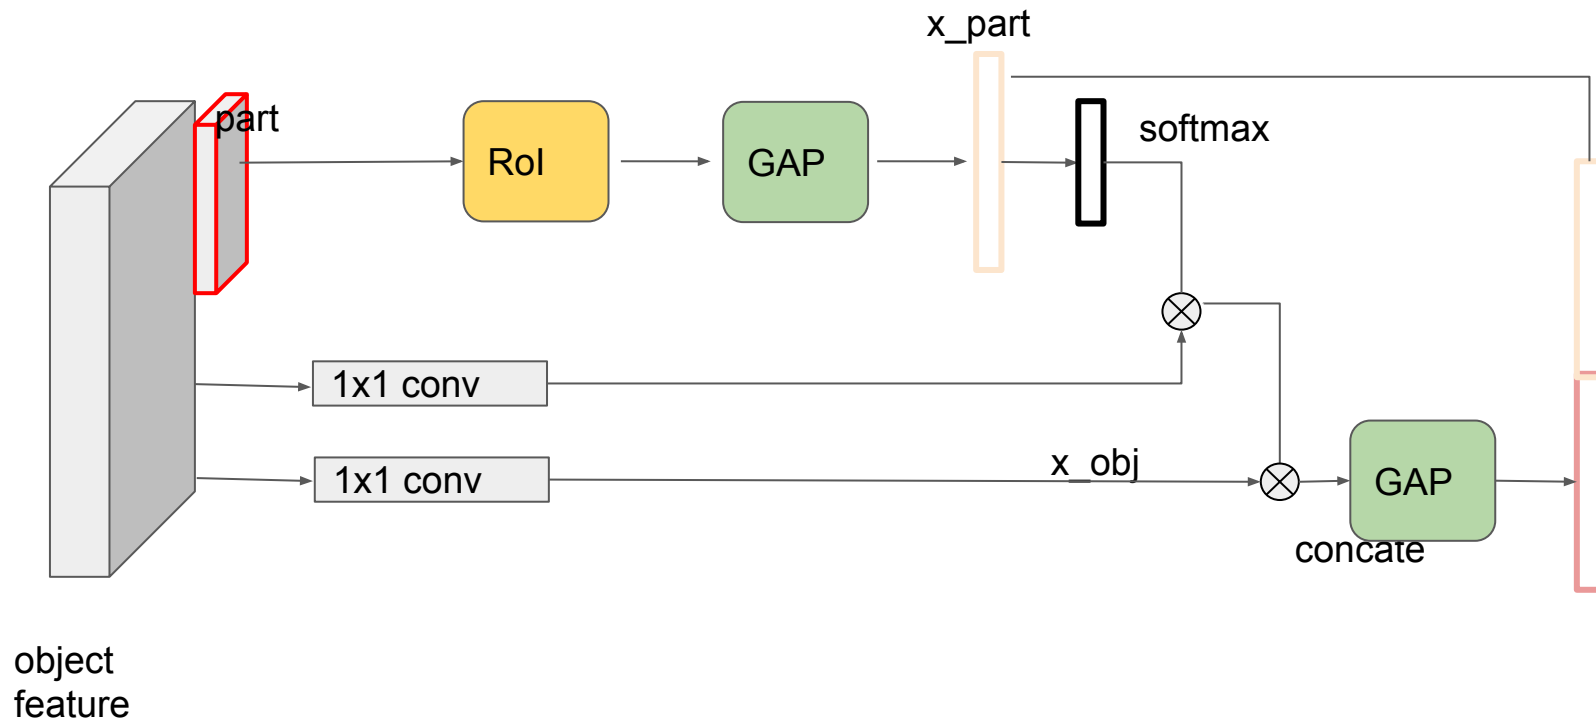 x_part
part
softmax
RoI
GAP
1x1 conv
x_obj
1x1 conv
GAP
concate
object
feature